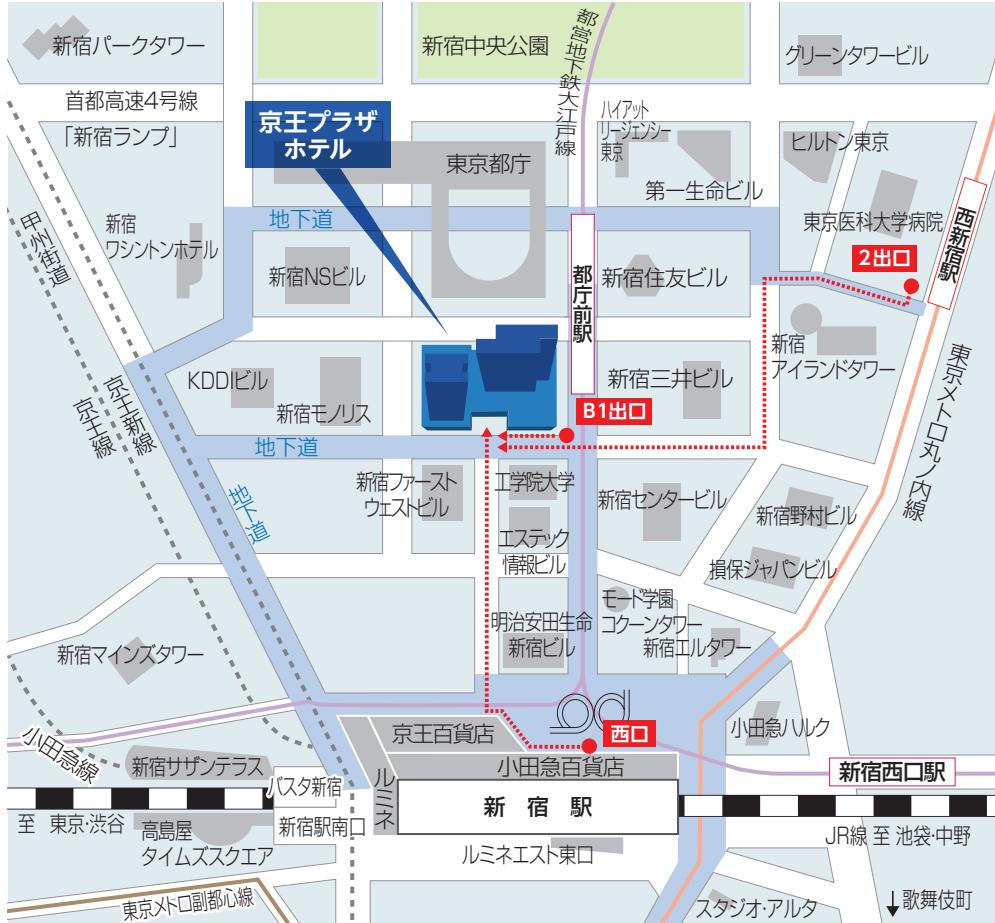 新宿パークタワー
新宿中央公園
都営地下鉄大江戸線
グリーンタワービル
首都高速4号線
「新宿ランプ」
京王プラザ
ホテル
東京都庁
ハイアット
リージェンシー
東京
ヒルトン東京
第一生命ビル
甲州街道
新宿
ワシントンホテル
地下道
新宿NSビル
都庁前駅
新宿住友ビル
東京医科大学病院
2出口
西新宿駅
KDDIビル
新宿モノリス
新宿三井ビル
B1出口
新宿
アイランドタワー
東京メトロ丸ノ内線
京王新線
京王線
地下道
地下道
新宿ファースト
ウェストビル
工学院大学
エステック
情報ビル
新宿センタービル
新宿野村ビル
損保ジャパンビル
明治安田生命
新宿ビル
モード学園
コクーンタワー
新宿エルタワー
新宿マインズタワー
小田急線
新宿サザンテラス
京王百貨店
西口
小田急ハルク
小田急百貨店
新宿西口駅
バスタ新宿
ルミネ
新宿駅
至 東京・渋谷
高島屋
タイムズスクエア
新宿駅南口
ルミネエスト東口
JR線 至 池袋・中野
東京メトロ副都心線
スタジオ・アルタ
↓歌舞伎町